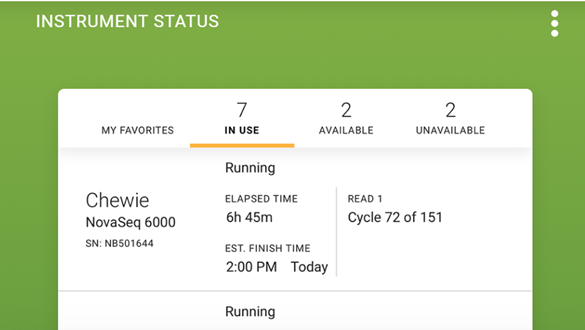 INSTRUMENT STATUS
MY FAVORITES
7
IN USE
2
AVAILABLE
2
UNAVAILABLE
Running
Chewie
NovaSeq 6000
SN: NB501644
ELAPSED TIME
6h 45m
EST. FINISH TIME
2:00 PM Today
READ 1
Cycle 72 of 151
Running